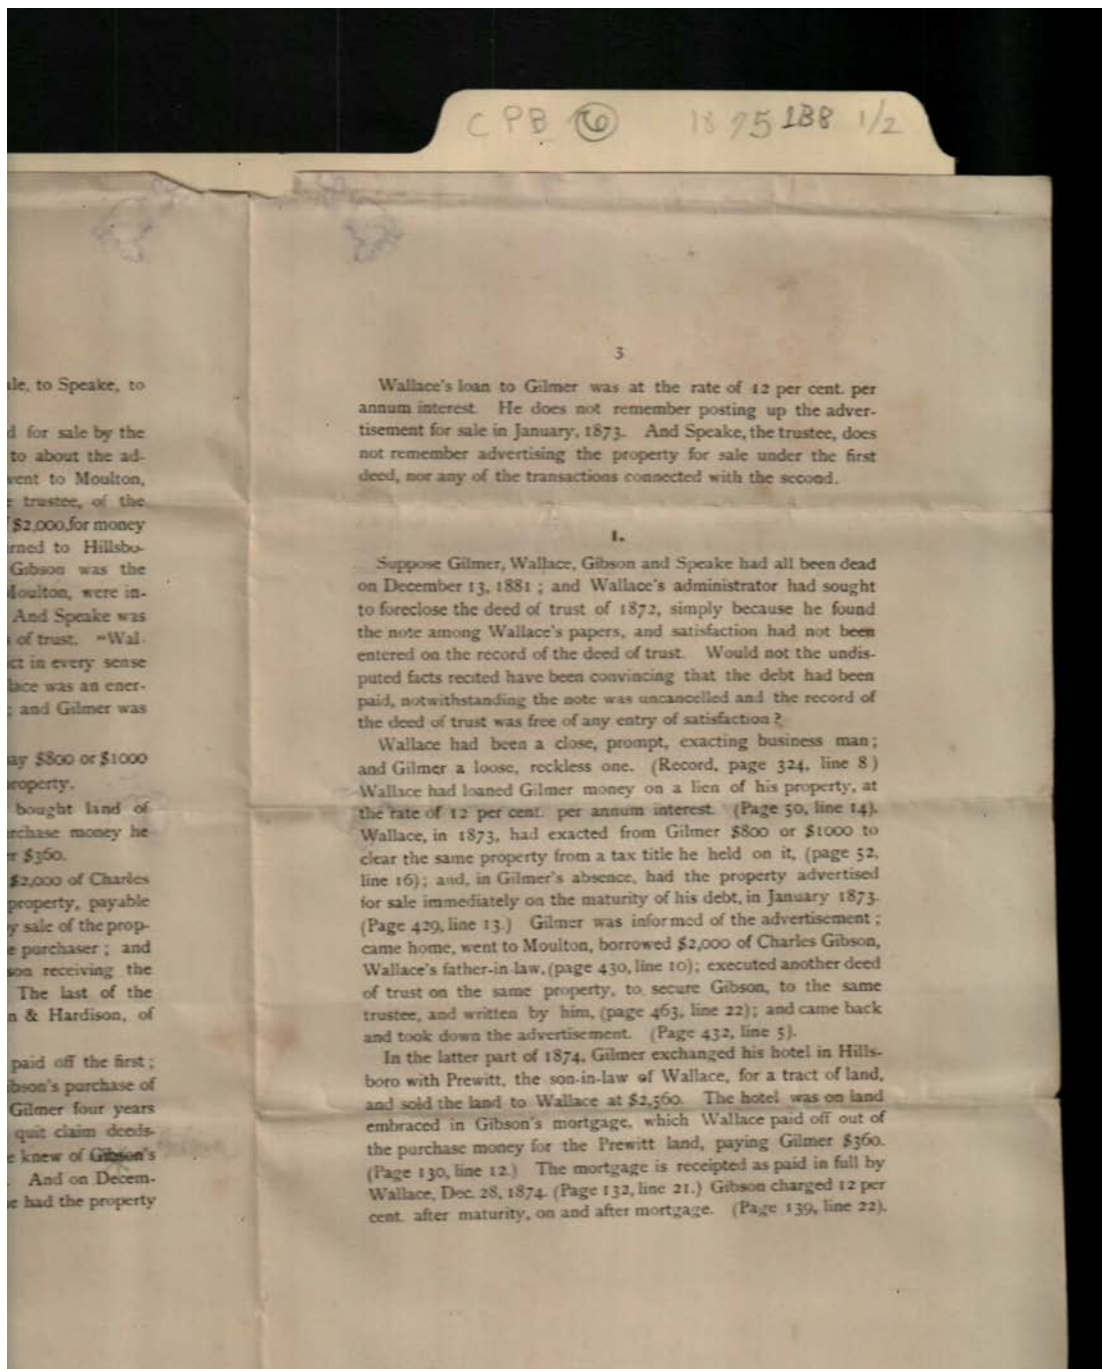 CPB 6 1895 188 1/2
ale, to Speake, to
d for sale by the
to about the ad-
vent to Moulton,
e trustee, of the
$2,000, for money
rned to Hillsbo-
Gibson was the
Moulton, were in-
And Speake was
s of trust. "Wal-
ct in every sense
lace was an ener-
; and Gilmer was
ay $800 or $1000
roperty.
bought land of
rchase money he
r $360.
$2,000 of Charles
property, payable
y sale of the prop-
e purchaser; and
son receiving the
The last of the
n & Hardison, of
paid off the first;
ibson's purchase of
Gilmer four years
quit claim deeds-
e knew of Gibson's
And on Decem-
e had the property
3
Wallace's loan to Gilmer was at the rate of 12 per cent. per
annum interest. He does not remember posting up the adver-
tisement for sale in January, 1873. And Speake, the trustee, does
not remember advertising the property for sale under the first
deed, nor any of the transactions connected with the second.
I.
Suppose Gilmer, Wallace, Gibson and Speake had all been dead
on December 13, 1881; and Wallace's administrator had sought
to foreclose the deed of trust of 1872, simply because he found
the note among Wallace's papers, and satisfaction had not been
entered on the record of the deed of trust. Would not the undis-
puted facts recited have been convincing that the debt had been
paid, notwithstanding the note was uncancelled and the record of
the deed of trust was free of any entry of satisfaction?
Wallace had been a close, prompt, exacting business man;
and Gilmer a loose, reckless one. (Record, page 324, line 8)
Wallace had loaned Gilmer money on a lien of his property, at
the rate of 12 per cent. per annum interest. (Page 50, line 14).
Wallace, in 1873, had exacted from Gilmer $800 or $1000 to
clear the same property from a tax title he held on it, (page 52,
line 16); and, in Gilmer's absence, had the property advertised
for sale immediately on the maturity of his debt, in January 1873.
(Page 429, line 13.) Gilmer was informed of the advertisement;
came home, went to Moulton, borrowed $2,000 of Charles Gibson,
Wallace's father-in-law, (page 430, line 10); executed another deed
of trust on the same property, to secure Gibson, to the same
trustee, and written by him, (page 463, line 22); and came back
and took down the advertisement. (Page 432, line 5).
In the latter part of 1874, Gilmer exchanged his hotel in Hills-
boro with Prewitt, the son-in-law of Wallace, for a tract of land,
and sold the land to Wallace at $2,560. The hotel was on land
embraced in Gibson's mortgage, which Wallace paid off out of
the purchase money for the Prewitt land, paying Gilmer $360.
(Page 130, line 12.) The mortgage is receipted as paid in full by
Wallace, Dec. 28, 1874. (Page 132, line 21.) Gibson charged 12 per
cent. after maturity, on and after mortgage. (Page 139, line 22).